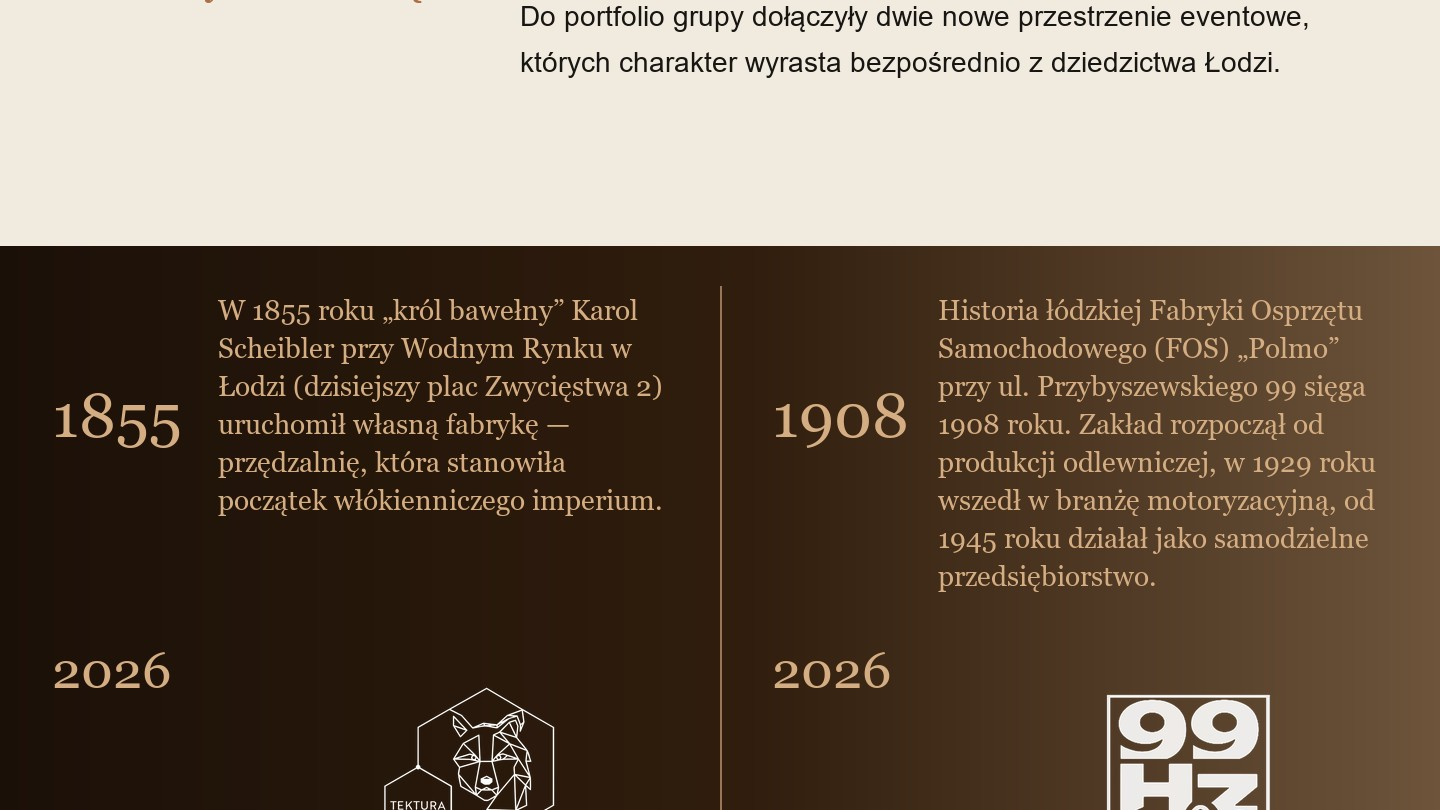 Do portfolio grupy dołączyły dwie nowe przestrzenie eventowe,
których charakter wyrasta bezpośrednio z dziedzictwa Łodzi.
1855
W 1855 roku „król bawełny” Karol
Scheibler przy Wodnym Rynku w
Łodzi (dzisiejszy plac Zwycięstwa 2)
uruchomił własną fabrykę —
przędzalnię, która stanowiła
początek włókienniczego imperium.
2026
TEKTURA
1908
Historia łódzkiej Fabryki Osprzętu
Samochodowego (FOS) „Polmo”
przy ul. Przybyszewskiego 99 sięga
1908 roku. Zakład rozpoczął od
produkcji odlewniczej, w 1929 roku
wszedł w branżę motoryzacyjną, od
1945 roku działał jako samodzielne
przedsiębiorstwo.
2026
99